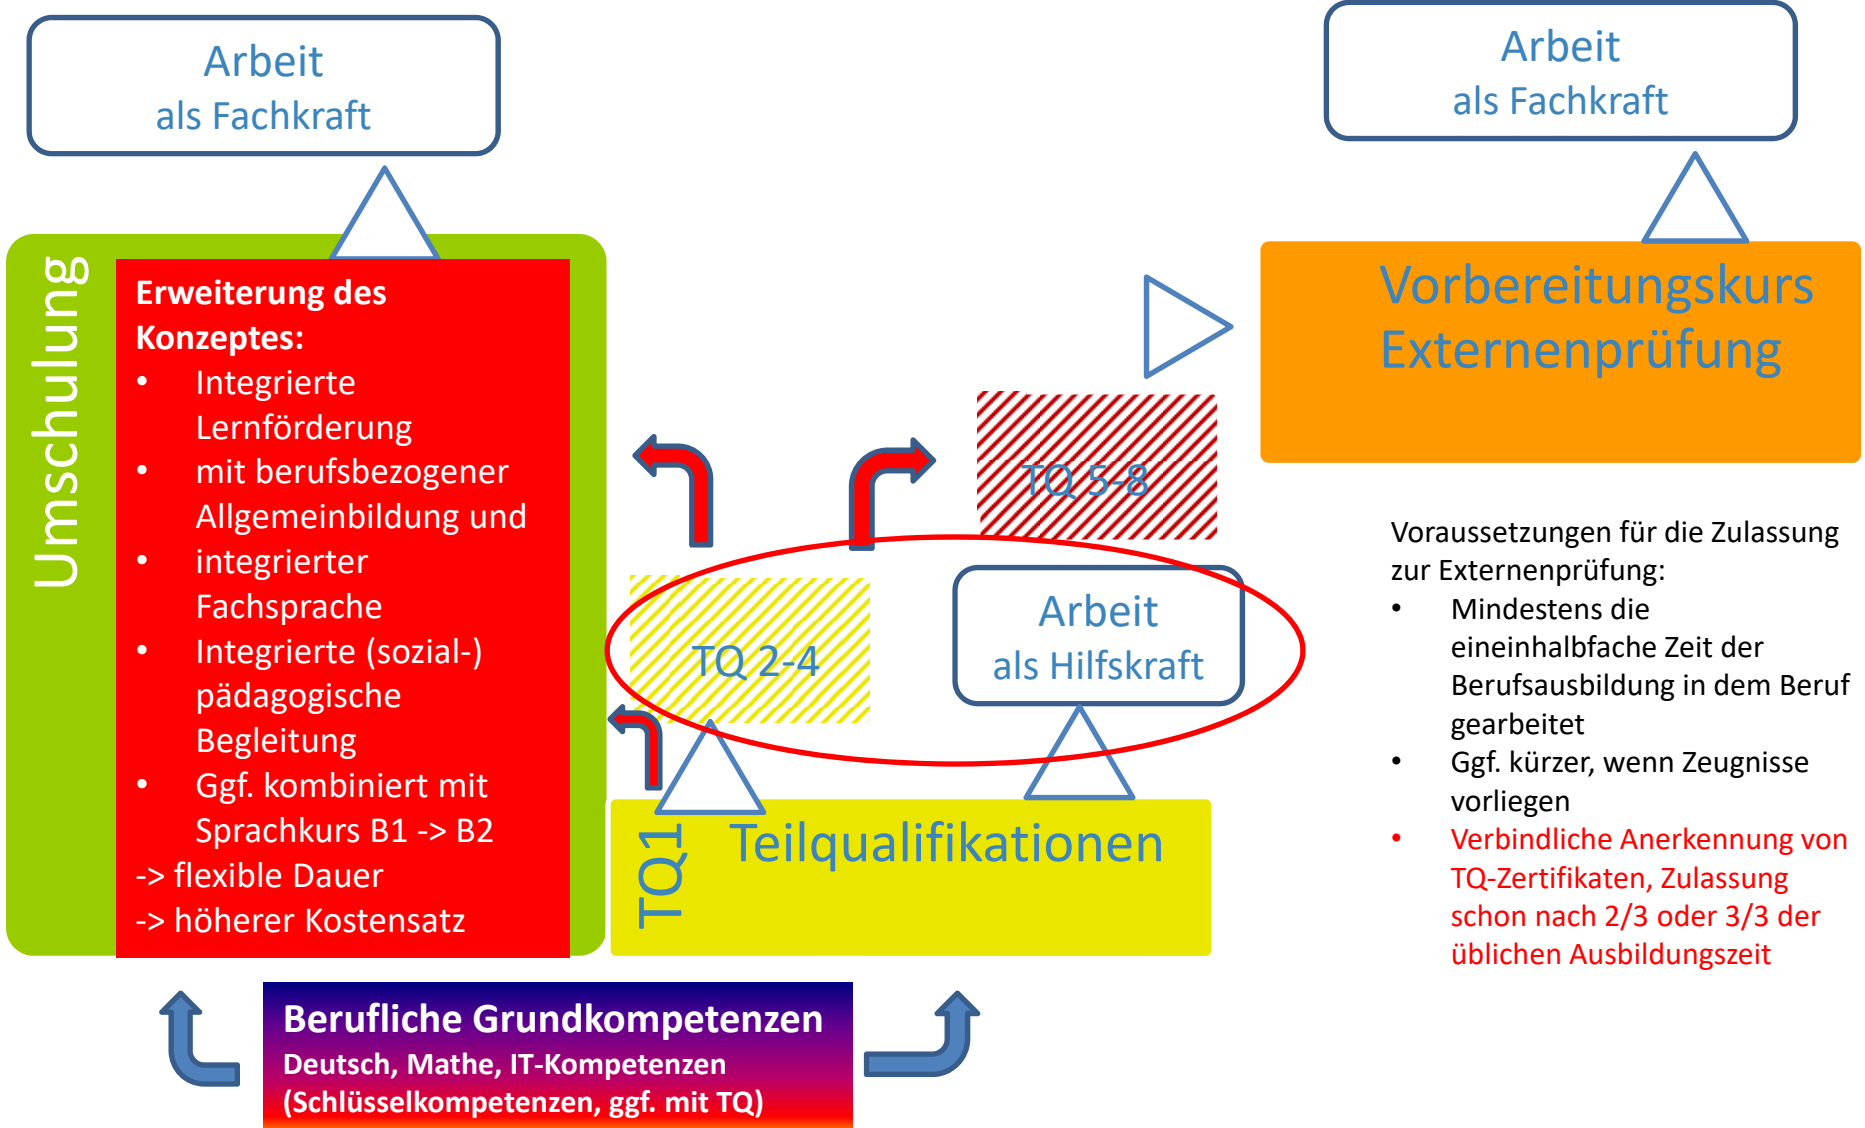 Arbeit
als Fachkraft
Arbeit
als Fachkraft
Umschulung
Erweiterung des
Konzeptes:
• Integrierte
Lernförderung
• mit berufsbezogener
Allgemeinbildung und
• integrierter
Fachsprache
• Integrierte (sozial-)
pädagogische
Begleitung
• Ggf. kombiniert mit
Sprachkurs B1 -> B2
-> flexible Dauer
-> höherer Kostensatz
Vorbereitungskurs
Externenprüfung
TQ 5-8
TQ 2-4
Arbeit
als Hilfskraft
TQ1
Teilqualifikationen
Voraussetzungen für die Zulassung
zur Externenprüfung:
• Mindestens die
eineinhalbfache Zeit der
Berufsausbildung in dem Beruf
gearbeitet
• Ggf. kürzer, wenn Zeugnisse
vorliegen
• Verbindliche Anerkennung von
TQ-Zertifikaten, Zulassung
schon nach 2/3 oder 3/3 der
üblichen Ausbildungszeit
Berufliche Grundkompetenzen
Deutsch, Mathe, IT-Kompetenzen
(Schlüsselkompetenzen, ggf. mit TQ)